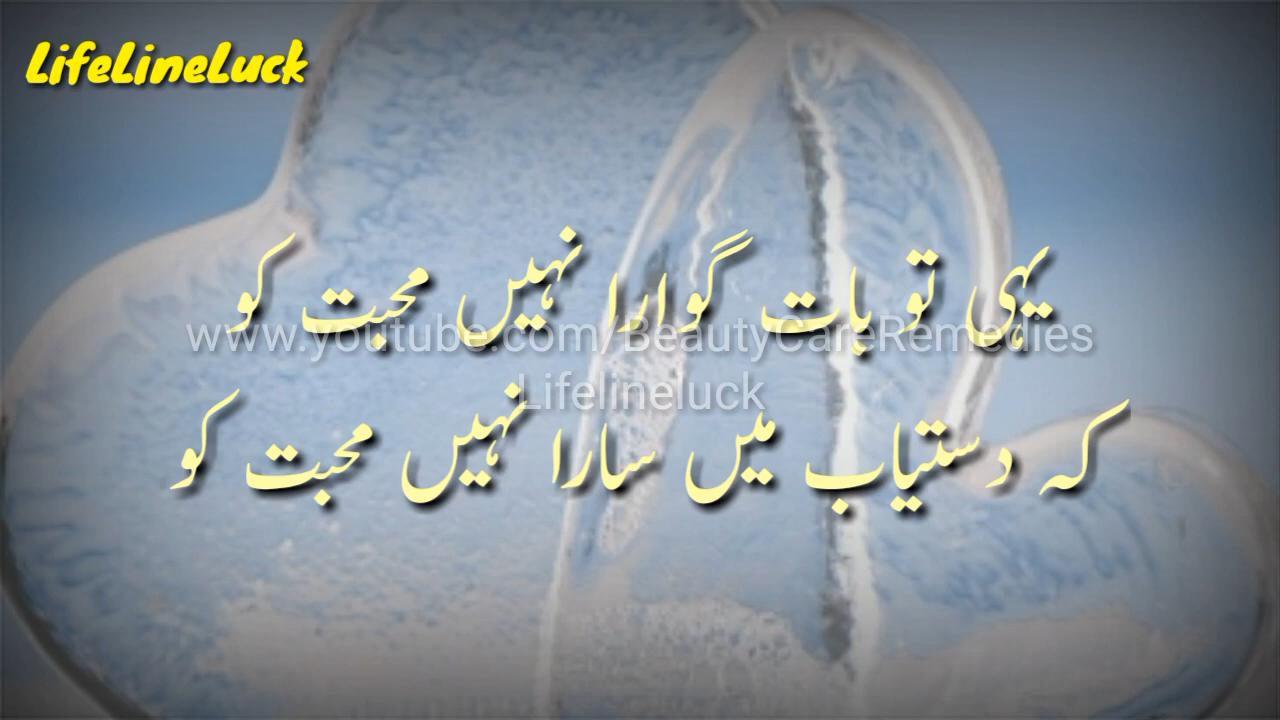 LifeLineLuck
یہی تو بات گوارا نہیں محبت کو
www.youtube.com/BeautyCareRemedies
Lifelineluck
کہ دستیاب میں سارا نہیں محبت کو